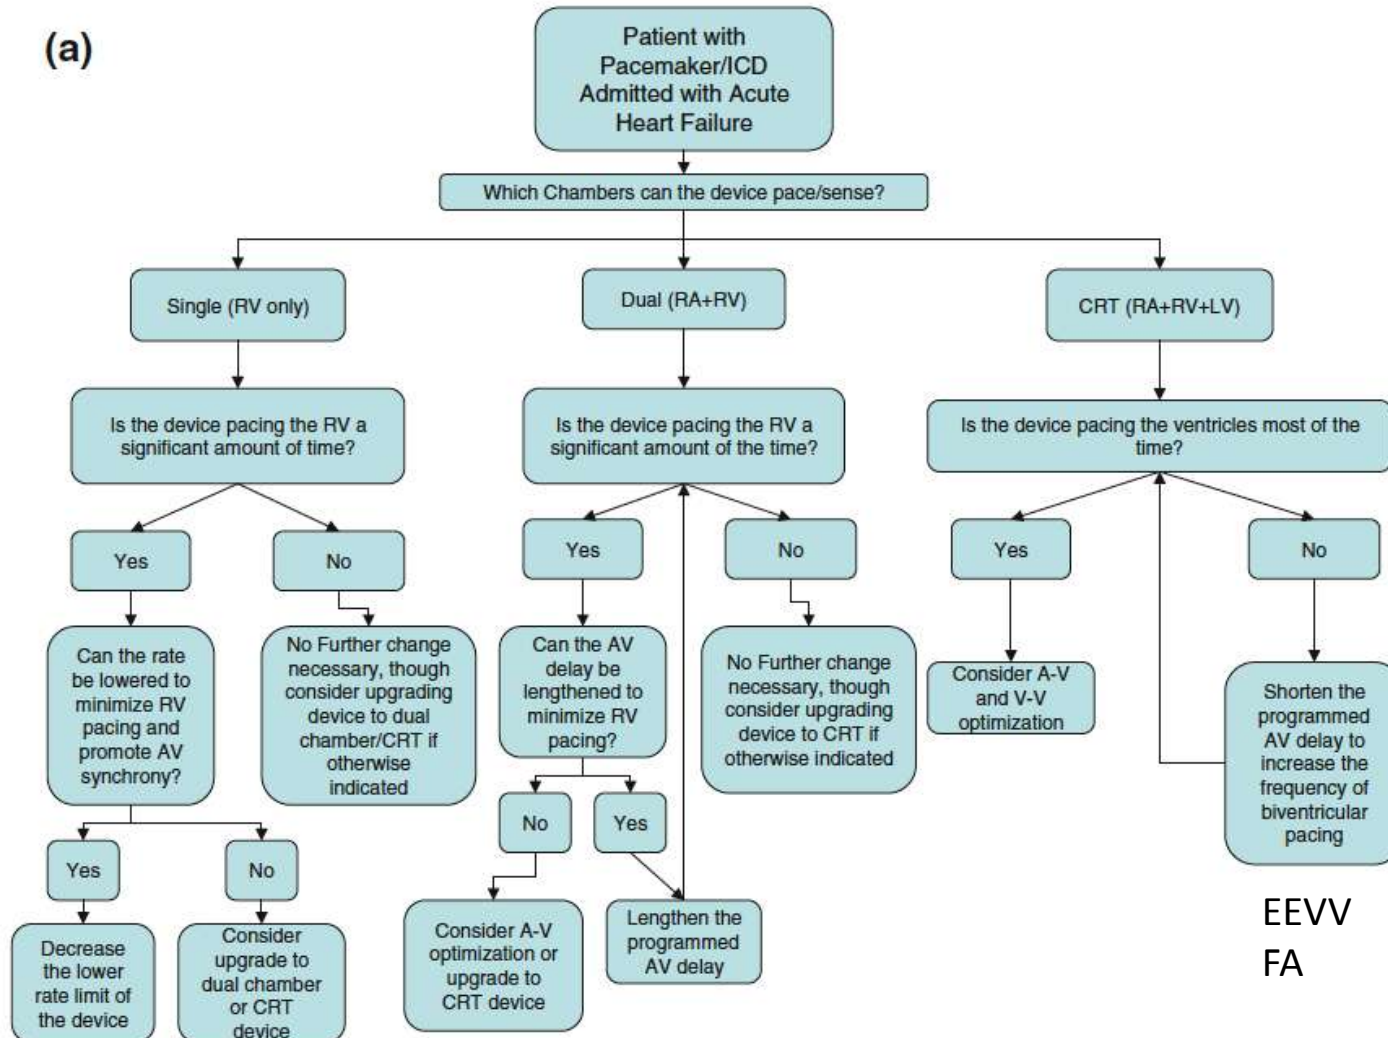 (a)
Patient with
Pacemaker/ICD
Admitted with Acute
Heart Failure
Which Chambers can the device pace/sense?
Single (RV only)
Dual (RA+RV)
CRT (RA+RV+LV)
Is the device pacing the RV a
significant amount of time?
Is the device pacing the RV a
significant amount of the time?
Is the device pacing the ventricles most of the
time?
Yes
No
Yes
No
Yes
No
Can the rate
be lowered to
minimize RV
pacing and
promote AV
synchrony?
No Further change
necessary, though
consider upgrading
device to dual
chamber/CRT if
otherwise
indicated
Can the AV
delay be
lengthened to
minimize RV
pacing?
No Further change
necessary, though
consider upgrading
device to CRT if
otherwise indicated
Consider A-V
and V-V
optimization
Shorten the
programmed
AV delay to
increase the
frequency of
biventricular
pacing
No
Yes
Yes
No
Decrease
the lower
rate limit of
the device
Consider
upgrade to
dual chamber
or CRT
device
Consider A-V
optimization or
upgrade to
CRT device
Lengthen the
programmed
AV delay
EEVV
FA